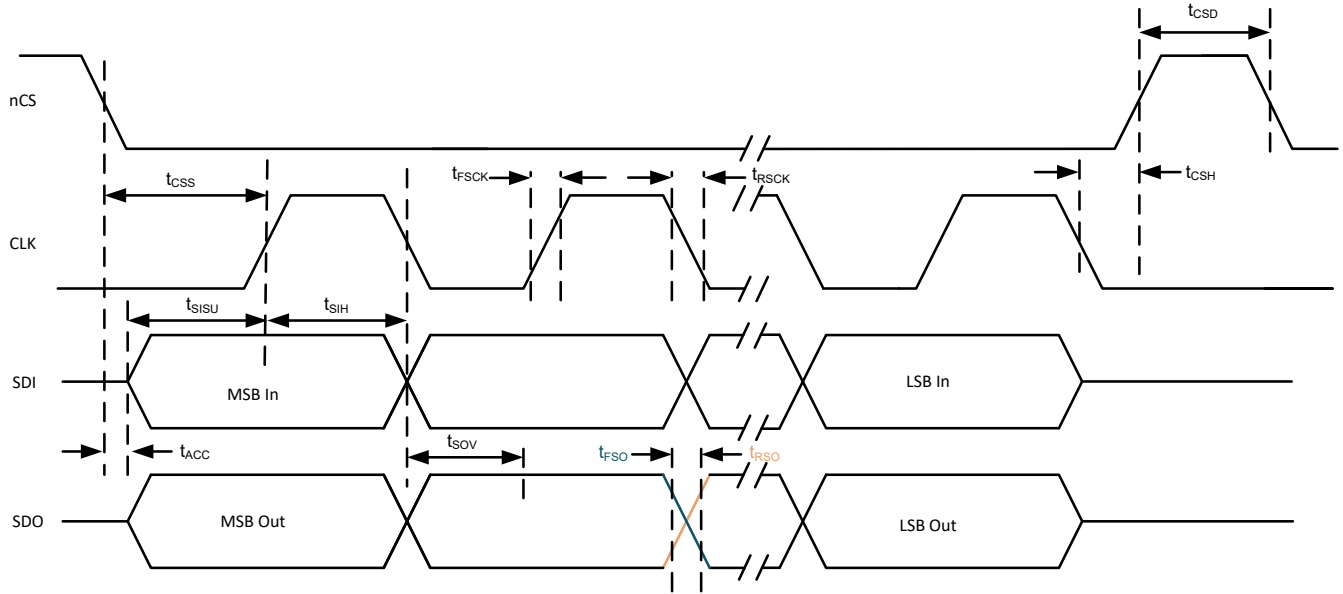 tCSD
nCS
tCSS
tFSCK
tRSCK
tCSH
CLK
tSISU
tSIH
SDI
MSB In
LSB In
tACC
tSOV
tFSO
tRSO
SDO
MSB Out
LSB Out